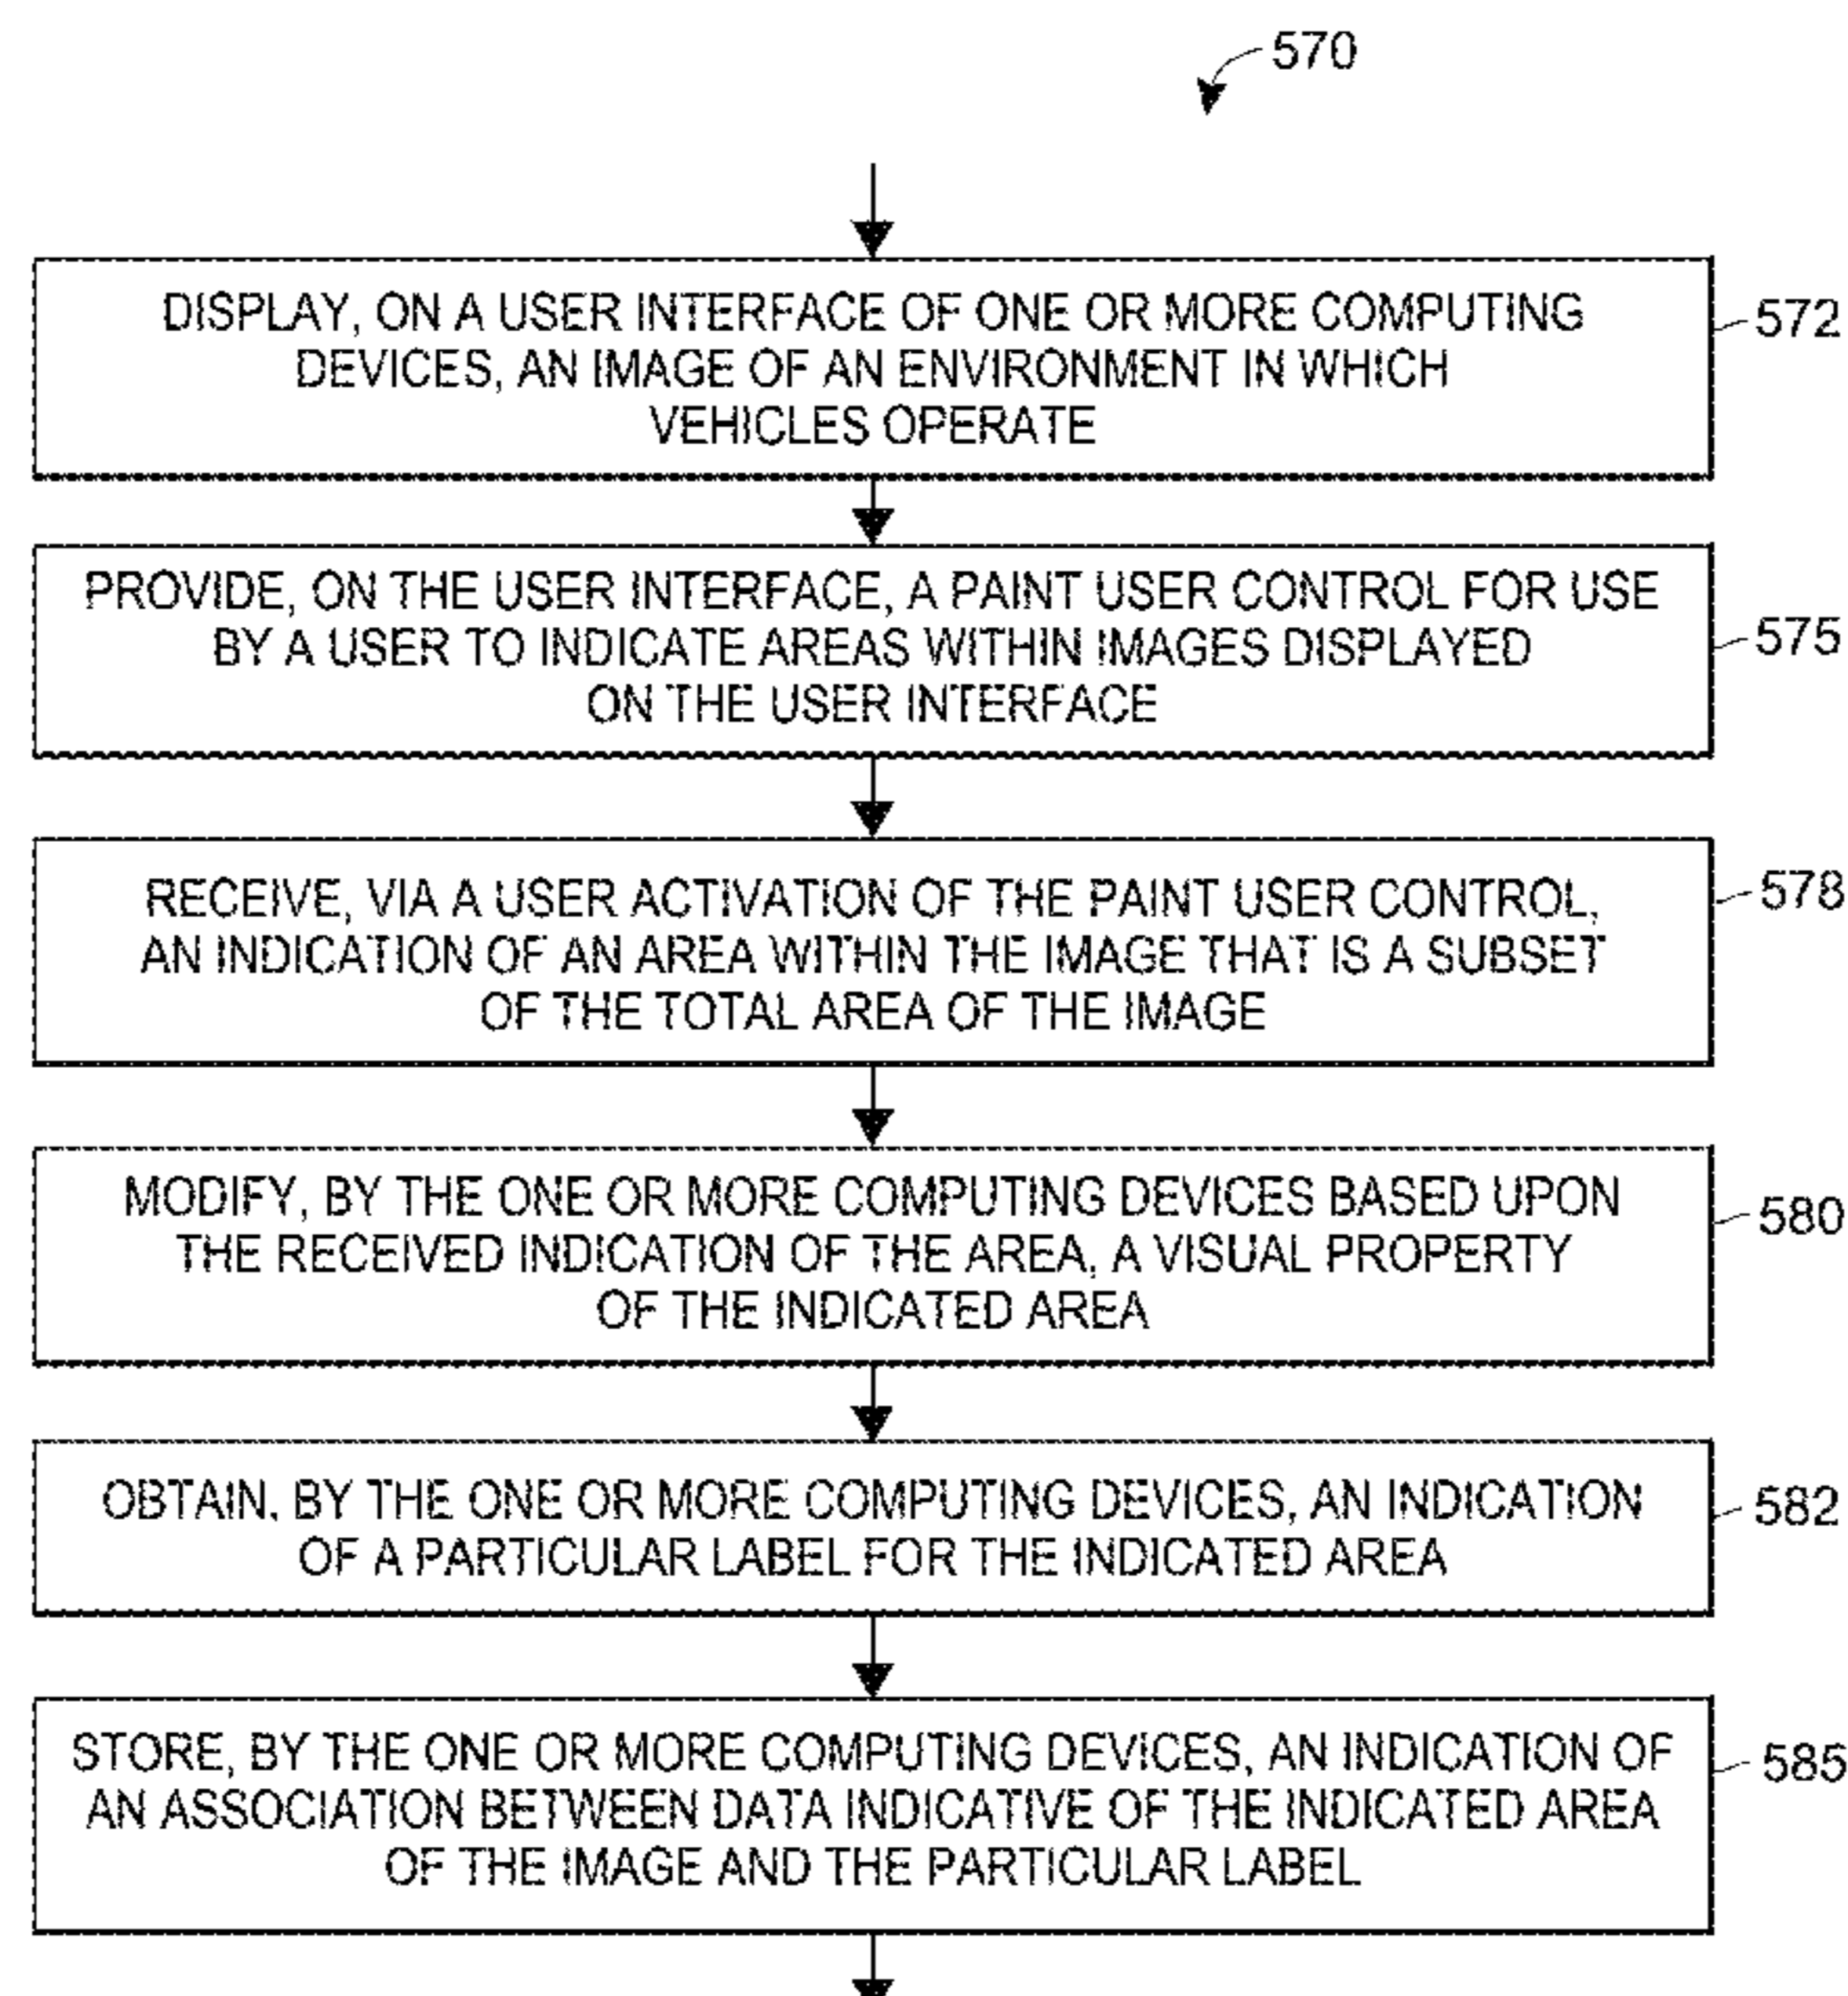 570
DISPLAY, ON A USER INTERFACE OF ONE OR MORE COMPUTING
DEVICES, AN IMAGE OF AN ENVIRONMENT IN WHICH
VEHICLES OPERATE
572
PROVIDE, ON THE USER INTERFACE, A PAINT USER CONTROL FOR USE
BY A USER TO INDICATE AREAS WITHIN IMAGES DISPLAYED
ON THE USER INTERFACE
575
RECEIVE, VIA A USER ACTIVATION OF THE PAINT USER CONTROL,
AN INDICATION OF AN AREA WITHIN THE IMAGE THAT IS A SUBSET
OF THE TOTAL AREA OF THE IMAGE
578
MODIFY, BY THE ONE OR MORE COMPUTING DEVICES BASED UPON
THE RECEIVED INDICATION OF THE AREA, A VISUAL PROPERTY
OF THE INDICATED AREA
580
OBTAIN, BY THE ONE OR MORE COMPUTING DEVICES, AN INDICATION
OF A PARTICULAR LABEL FOR THE INDICATED AREA
582
STORE, BY THE ONE OR MORE COMPUTING DEVICES, AN INDICATION OF
AN ASSOCIATION BETWEEN DATA INDICATIVE OF THE INDICATED AREA
OF THE IMAGE AND THE PARTICULAR LABEL
585